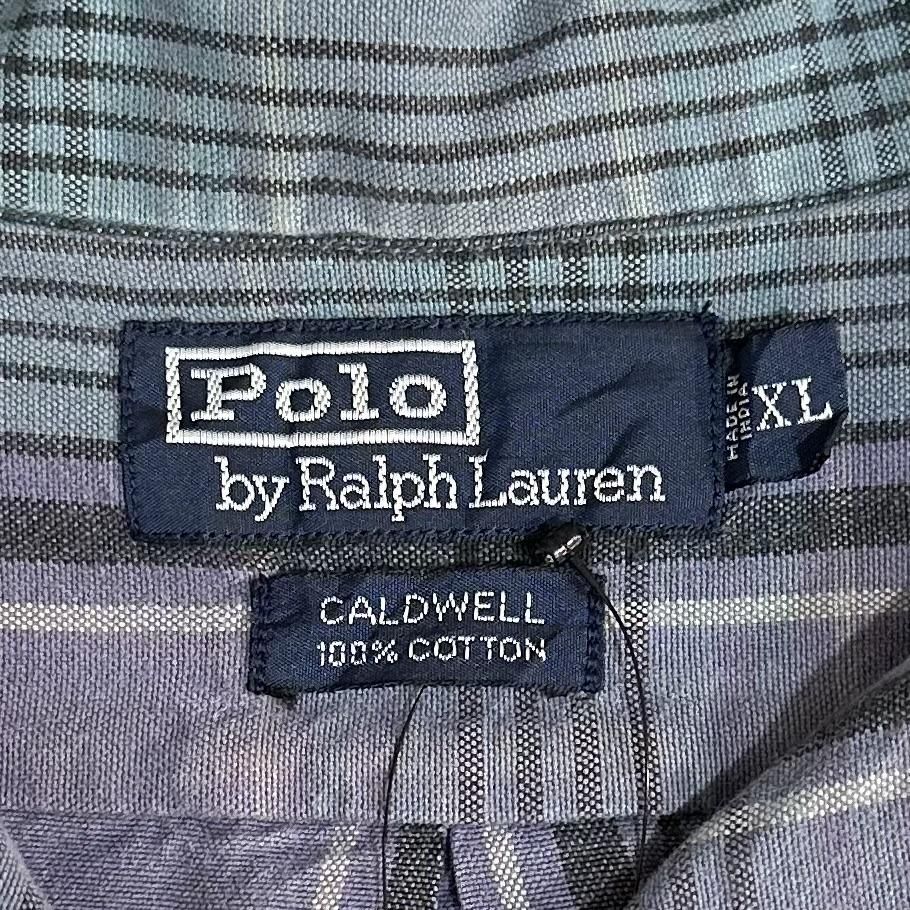 Polo
by Ralph Lauren
MADE IN
INDIA
XL
CALDWELL
100% COTTON